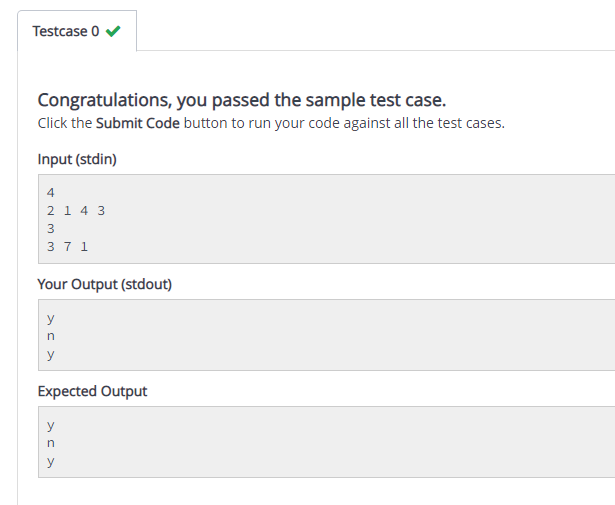 Testcase 0
Congratulations, you passed the sample test case.
Click the Submit Code button to run your code against all the test cases.
Input (stdin)
4
2 1 4 3
3
3 7 1
Your Output (stdout)
y
n
y
Expected Output
y
n
y